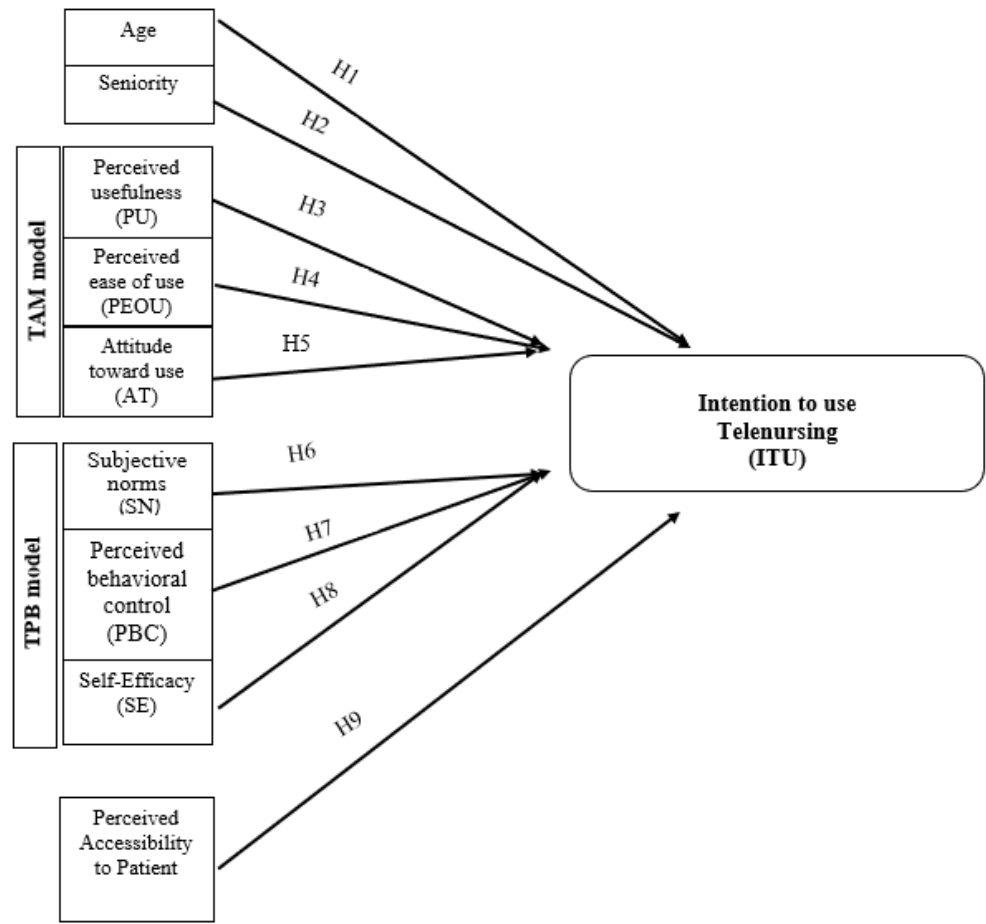 Age
H1
Seniority
H2
TAM model
Perceived
usefulness
(PU)
H3
Perceived
ease of use
(PEOU)
H4
Attitude
toward use
(AT)
H5
Intention to use
Telenursing
(ITU)
TPB model
Subjective
norms
(SN)
H6
Perceived
behavioral
control
(PBC)
H7
Self-Efficacy
(SE)
H8
Perceived
Accessibility
to Patient
H9